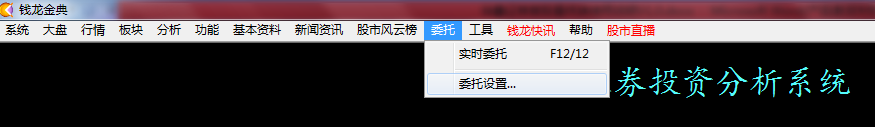 钱龙金典
系统 大盘 行情 板块 分析 功能 基本资料 新闻资讯 股市风云榜 委托 工具 钱龙快讯 帮助 股市直播
实时委托 F12/12
委托设置...
券投资分析系统